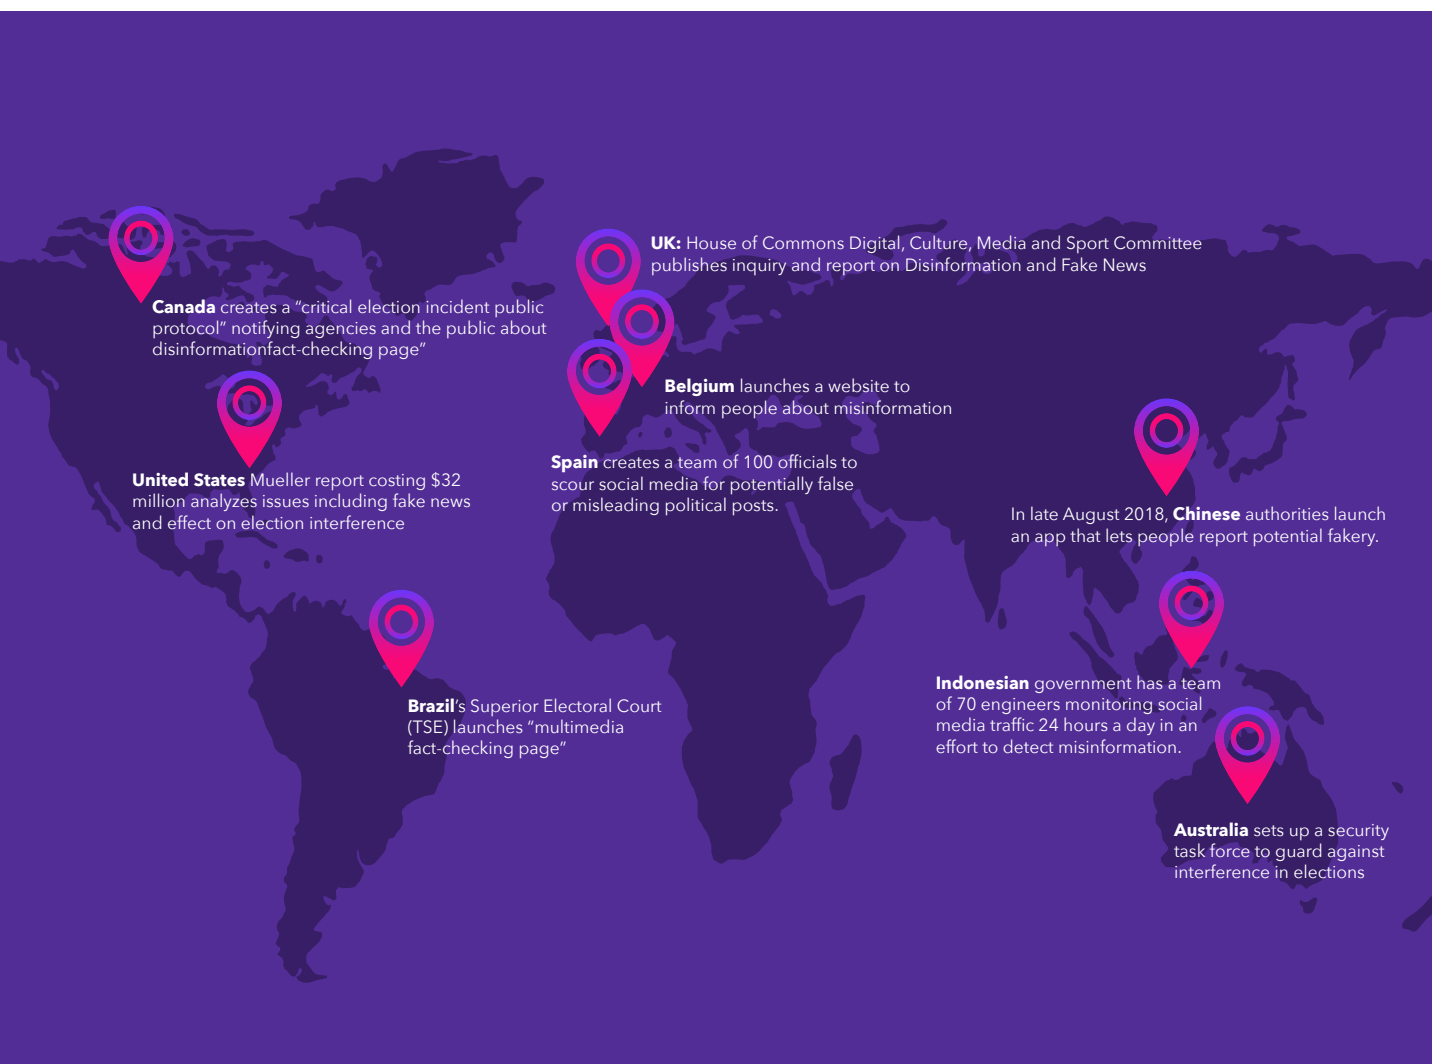 UK: House of Commons Digital, Culture, Media and Sport Committee
publishes inquiry and report on Disinformation and Fake News
Canada creates a “critical election incident public
protocol” notifying agencies and the public about
disinformationfact-checking page”
Belgium launches a website to
inform people about misinformation
United States Mueller report costing $32
million analyzes issues including fake news
and effect on election interference
Spain creates a team of 100 officials to
scour social media for potentially false
or misleading political posts.
In late August 2018, Chinese authorities launch
an app that lets people report potential fakery.
Brazil’s Superior Electoral Court
(TSE) launches “multimedia
fact-checking page”
Indonesian government has a team
of 70 engineers monitoring social
media traffic 24 hours a day in an
effort to detect misinformation.
Australia sets up a security
task force to guard against
interference in elections